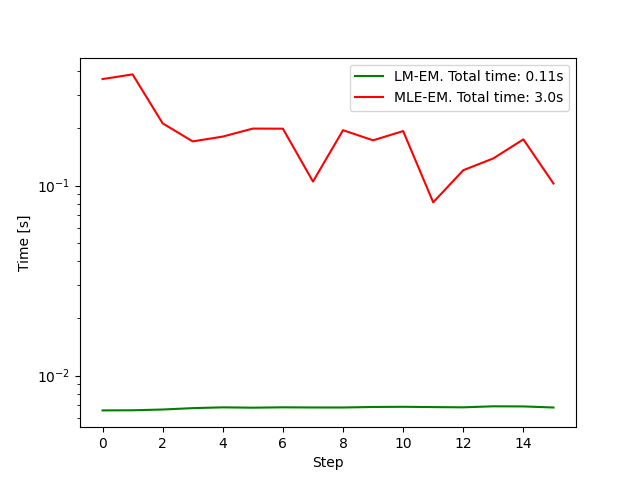 LM-EM. Total time: 0.11s
MLE-EM. Total time: 3.0s
10⁻¹
10⁻²
Time [s]
0 2 4 6 8 10 12 14
Step